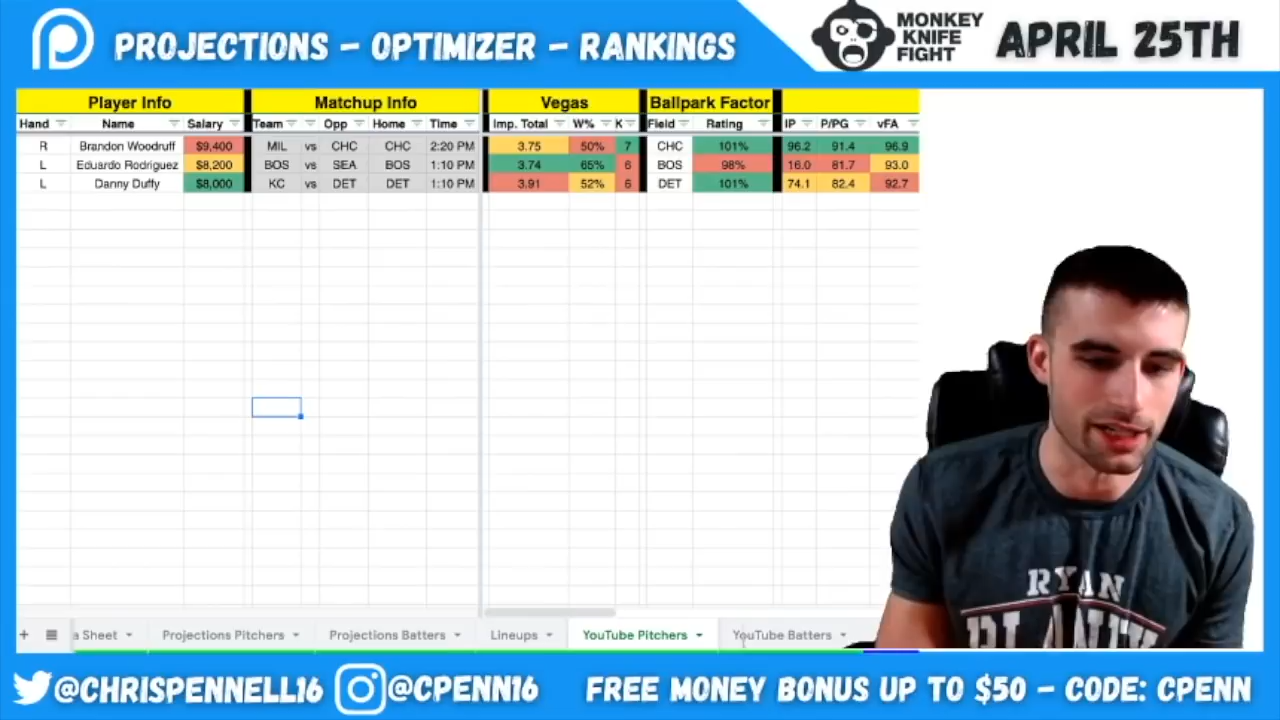 PROJECTIONS - OPTIMIZER - RANKINGS
MONKEY
KNIFE
FIGHT
APRIL 25TH
Player Info Matchup Info Vegas Ballpark Factor
Hand Name Salary Team vs Opp Home Time Imp. Total W% K Field Rating IP P/PG vFA
R Brandon Woodruff $9,400 MIL vs CHC CHC 2:20 PM 3.75 50% 7 CHC 101% 96.2 91.4 96.9
L Eduardo Rodriguez $8,200 BOS vs SEA BOS 1:10 PM 3.74 65% 6 BOS 98% 16.0 81.7 93.0
L Danny Duffy $8,000 KC vs DET DET 1:10 PM 3.91 52% 6 DET 101% 74.1 82.4 92.7
RYAN
a Sheet Projections Pitchers Projections Batters Lineups YouTube Pitchers YouTube Batters
@CHRISPENNELL16 @CPENN16 FREE MONEY BONUS UP TO $50 - CODE: CPENN